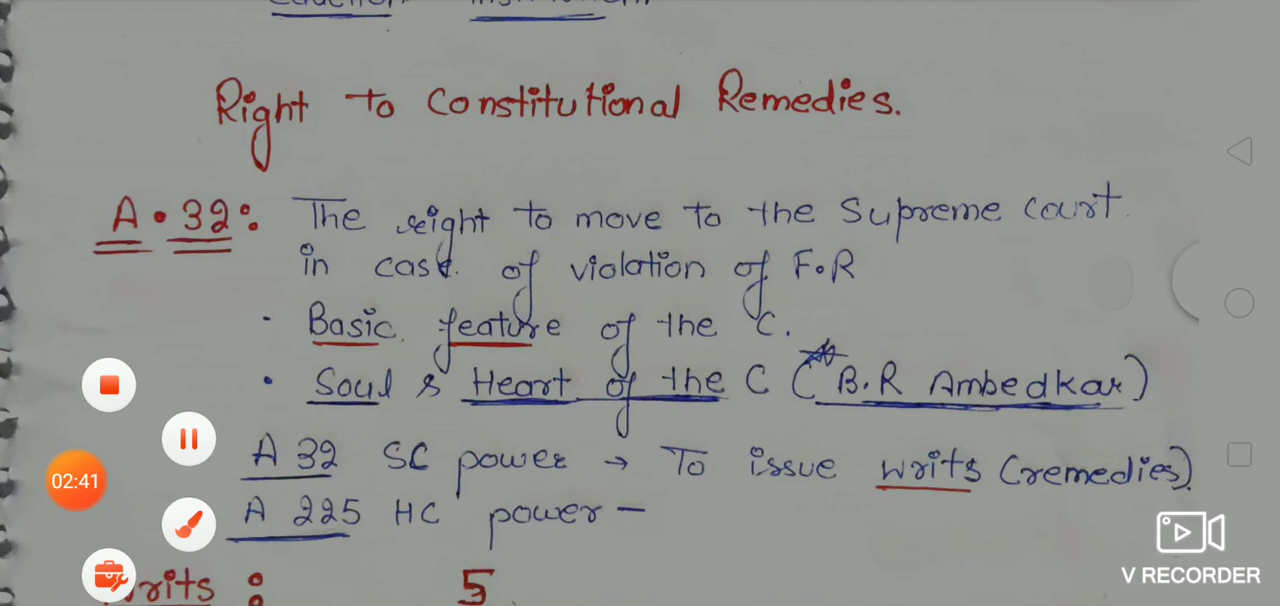 Right To Constitutional Remedies.
A. 32: The right to move to the Supreme Court.
in case. of violation of F.R
· Basic. feature of the C.
· Soul & Heart of the C (B.R Ambedkar)
A 32 SC power → To issue writs (remedies).
A 225 HC power –
02:41
V RECORDER
rits : 5